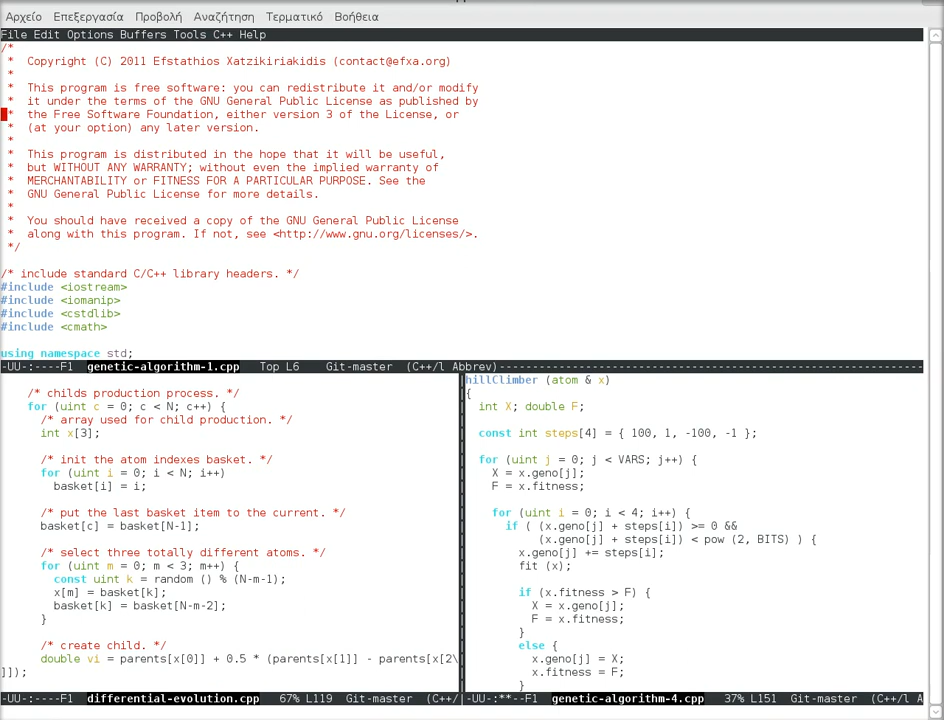 Αρχείο Επεξεργασία Προβολή Αναζήτηση Τερματικό Βοήθεια
File Edit Options Buffers Tools C++ Help
/*
 *  Copyright (C) 2011 Efstathios Xatzikiriakidis (contact@efxa.org)
 *
 *  This program is free software: you can redistribute it and/or modify
 *  it under the terms of the GNU General Public License as published by
 *  the Free Software Foundation, either version 3 of the License, or
 *  (at your option) any later version.
 *
 *  This program is distributed in the hope that it will be useful,
 *  but WITHOUT ANY WARRANTY; without even the implied warranty of
 *  MERCHANTABILITY or FITNESS FOR A PARTICULAR PURPOSE. See the
 *  GNU General Public License for more details.
 *
 *  You should have received a copy of the GNU General Public License
 *  along with this program. If not, see <http://www.gnu.org/licenses/>.
 */
/* include standard C/C++ library headers. */
#include <iostream>
#include <iomanip>
#include <cstdlib>
#include <cmath>
using namespace std;
-UU-:----F1  genetic-algorithm-1.cpp   Top L6    Git-master  (C++/l Abbrev)--------------------------------
    /* childs production process. */
    for (uint c = 0; c < N; c++) {
      /* array used for child production. */
      int x[3];
      /* init the atom indexes basket. */
      for (uint i = 0; i < N; i++)
        basket[i] = i;
      /* put the last basket item to the current. */
      basket[c] = basket[N-1];
      /* select three totally different atoms. */
      for (uint m = 0; m < 3; m++) {
        const uint k = random () % (N-m-1);
        x[m] = basket[k];
        basket[k] = basket[N-m-2];
      }
      /* create child. */
      double vi = parents[x[0]] + 0.5 * (parents[x[1]] - parents[x[2\
]]);
-UU-:----F1  differential-evolution.cpp   67% L119  Git-master  (C++/
hillClimber (atom & x)
{
  int X; double F;
  const int steps[4] = { 100, 1, -100, -1 };
  for (uint j = 0; j < VARS; j++) {
    X = x.geno[j];
    F = x.fitness;
    for (uint i = 0; i < 4; i++) {
      if ( (x.geno[j] + steps[i]) >= 0 &&
           (x.geno[j] + steps[i]) < pow (2, BITS) ) {
        x.geno[j] += steps[i];
        fit (x);
        if (x.fitness > F) {
          X = x.geno[j];
          F = x.fitness;
        }
        else {
          x.geno[j] = X;
          x.fitness = F;
        }
-UU-:**--F1  genetic-algorithm-4.cpp   37% L151  Git-master  (C++/l A